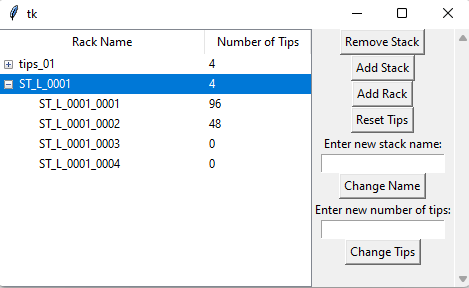 tk
Rack Name Number of Tips
tips_01 4
ST_L_0001 4
ST_L_0001_0001 96
ST_L_0001_0002 48
ST_L_0001_0003 0
ST_L_0001_0004 0
Remove Stack
Add Stack
Add Rack
Reset Tips
Enter new stack name:
Change Name
Enter new number of tips:
Change Tips